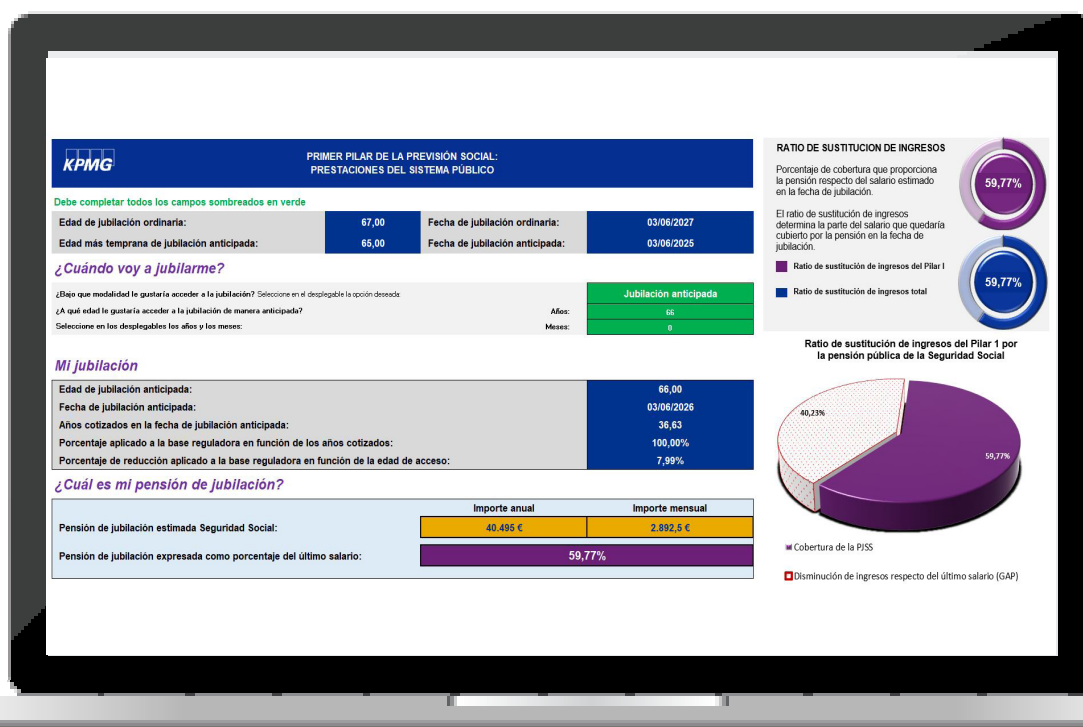 KPMG
PRIMER PILAR DE LA PREVISIÓN SOCIAL:
PRESTACIONES DEL SISTEMA PÚBLICO
Debe completar todos los campos sombreados en verde
Edad de jubilación ordinaria: 67,00 Fecha de jubilación ordinaria: 03/06/2027
Edad más temprana de jubilación anticipada: 65,00 Fecha de jubilación anticipada: 03/06/2025
¿Cuándo voy a jubilarme?
¿Bajo que modalidad le gustaría acceder a la jubilación? Seleccione en el desplegable la opción deseada: Jubilación anticipada
¿A qué edad le gustaría acceder a la jubilación de manera anticipada? Años: 66
Seleccione en los desplegables los años y los meses: Meses: 0
Mi jubilación
Edad de jubilación anticipada: 66,00
Fecha de jubilación anticipada: 03/06/2026
Años cotizados en la fecha de jubilación anticipada: 36,63
Porcentaje aplicado a la base reguladora en función de los años cotizados: 100,00%
Porcentaje de reducción aplicado a la base reguladora en función de la edad de acceso: 7,99%
¿Cuál es mi pensión de jubilación?
Importe anual Importe mensual
Pensión de jubilación estimada Seguridad Social: 40.495 € 2.892,5 €
Pensión de jubilación expresada como porcentaje del último salario: 59,77%
RATIO DE SUSTITUCION DE INGRESOS
Porcentaje de cobertura que proporciona
la pensión respecto del salario estimado
en la fecha de jubilación.
59,77%
El ratio de sustitución de ingresos
determina la parte del salario que quedaría
cubierto por la pensión en la fecha de
jubilación.
Ratio de sustitución de ingresos del Pilar I
59,77%
Ratio de sustitución de ingresos total
Ratio de sustitución de ingresos del Pilar 1 por
la pensión pública de la Seguridad Social
40,23%
59,77%
Cobertura de la PJSS
Disminución de ingresos respecto del último salario (GAP)